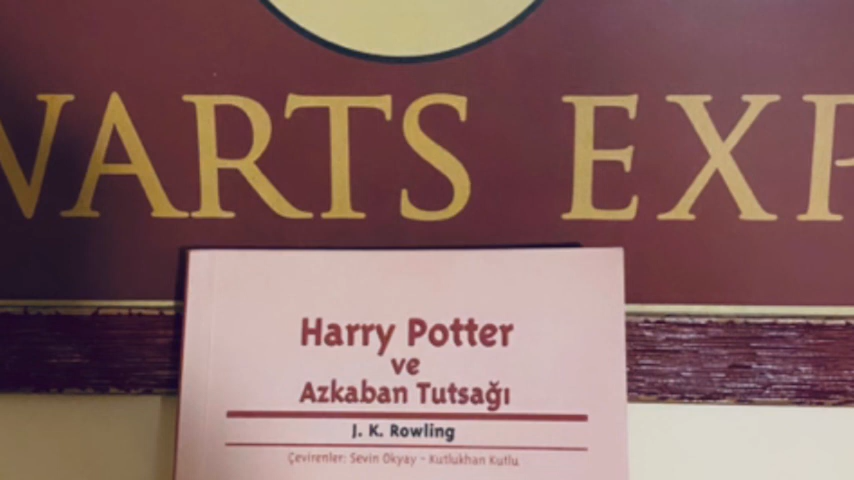 WARTS EXP
Harry Potter
ve
Azkaban Tutsağı
J. K. Rowling
Çevirenler: Sevin Okyay - Kutlukhan Kutlu